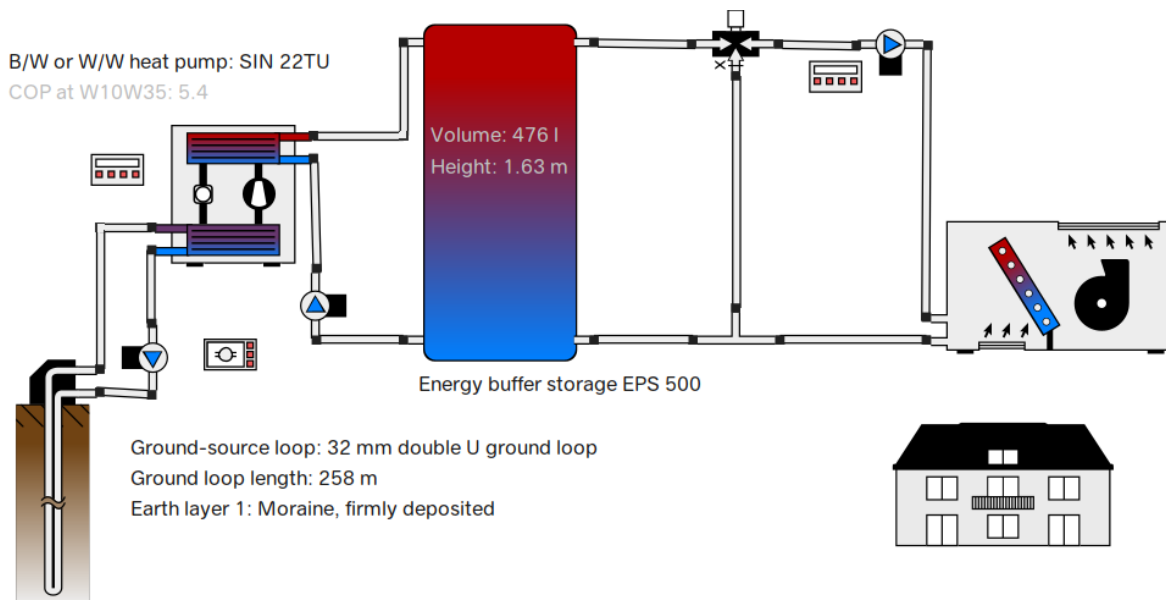 B/W or W/W heat pump: SIN 22TU
COP at W10W35: 5.4
Volume: 476 l
Height: 1.63 m
X
Energy buffer storage EPS 500
Ground-source loop: 32 mm double U ground loop
Ground loop length: 258 m
Earth layer 1: Moraine, firmly deposited